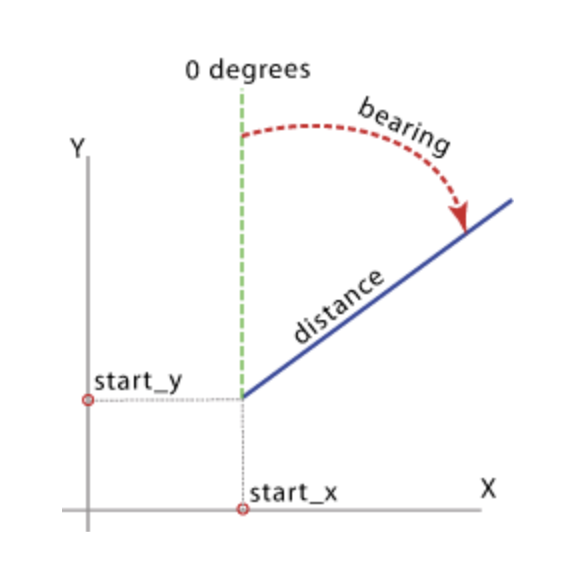 0 degrees
bearing
Y
distance
start_y
start_x
X